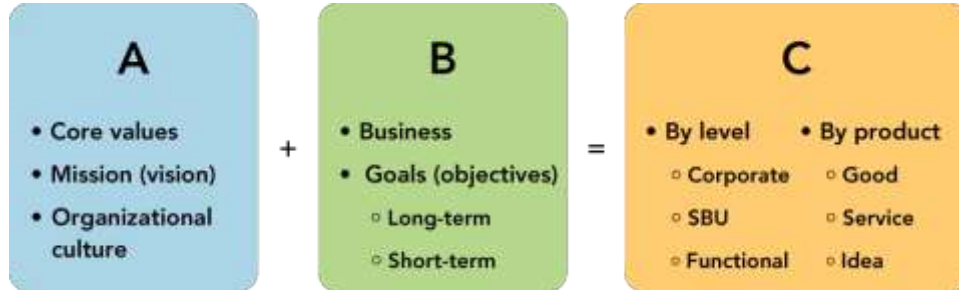 A
• Core values
• Mission (vision)
• Organizational
culture
+
B
• Business
• Goals (objectives)
○ Long-term
○ Short-term
=
C
• By level
○ Corporate
○ SBU
○ Functional
• By product
○ Good
○ Service
○ Idea